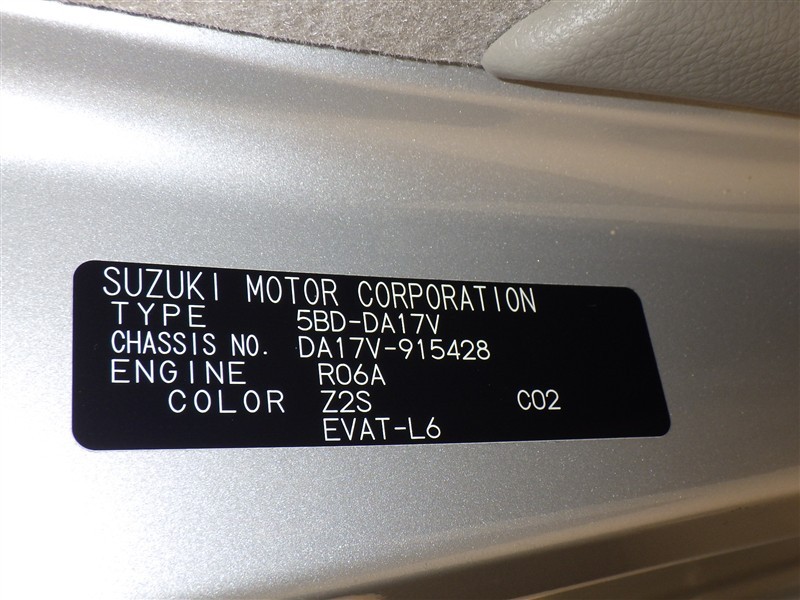 SUZUKI MOTOR CORPORATION
TYPE 5BD-DA17V
CHASSIS NO. DA17V-915428
ENGINE R06A
COLOR Z2S C02
EVAT-L6